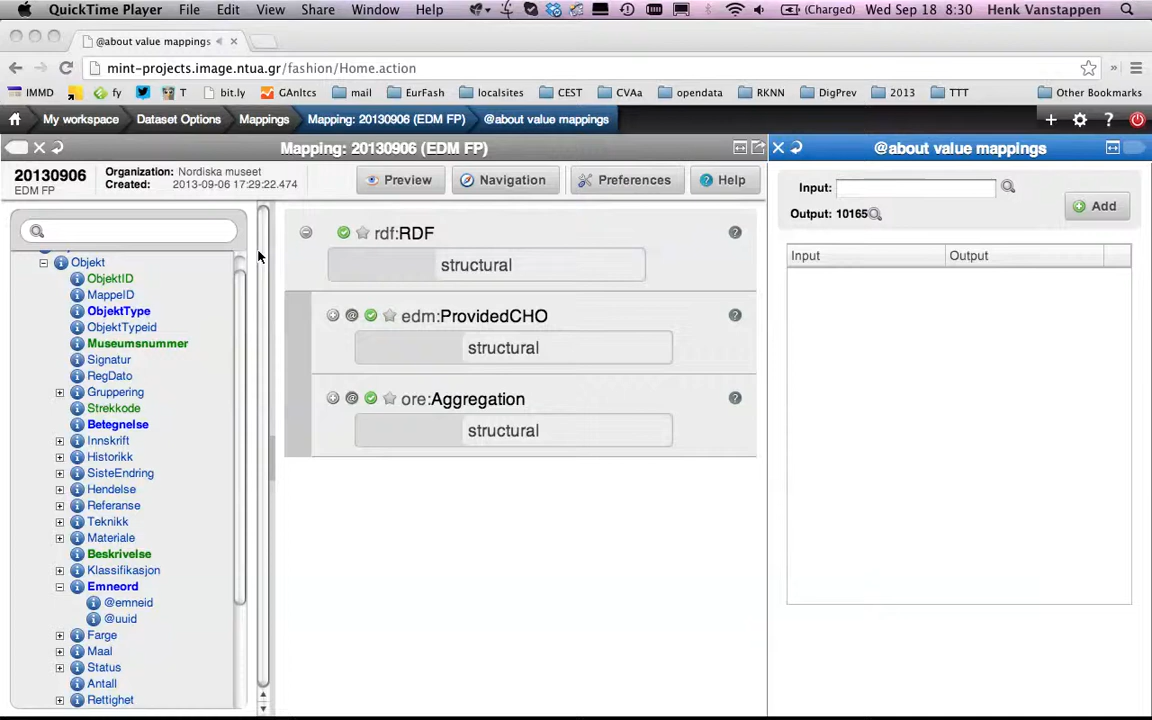 QuickTime Player File Edit View Share Window Help (Charged) Wed Sep 18 8:30 Henk Vanstappen
@about value mappings
mint-projects.image.ntua.gr/fashion/Home.action
IMMD fy T bit.ly GAnltcs mail EurFash localsites CEST CVAa opendata RKNN DigPrev 2013 TTT Other Bookmarks
My workspace Dataset Options Mappings Mapping: 20130906 (EDM FP) @about value mappings
Mapping: 20130906 (EDM FP)
@about value mappings
20130906
EDM FP
Organization: Nordiska museet
Created: 2013-09-06 17:29:22.474
Preview Navigation Preferences Help
Input:
Output: 10165
Add
Input Output
Objekt
ObjektID
MappeID
ObjektType
ObjektTypeid
Museumsnummer
Signatur
RegDato
Gruppering
Strekkode
Betegnelse
Innskrift
Historikk
SisteEndring
Hendelse
Referanse
Teknikk
Materiale
Beskrivelse
Klassifikasjon
Emneord
@emneid
@uuid
Farge
Maal
Status
Antall
Rettighet
rdf:RDF
structural
edm:ProvidedCHO
structural
ore:Aggregation
structural